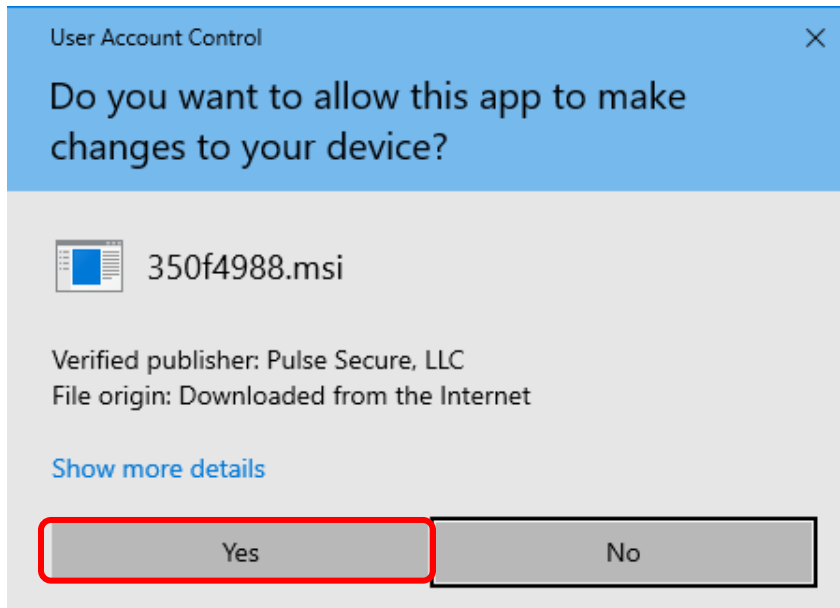 User Account Control
Do you want to allow this app to make
changes to your device?
350f4988.msi
Verified publisher: Pulse Secure, LLC
File origin: Downloaded from the Internet
Show more details
Yes
No